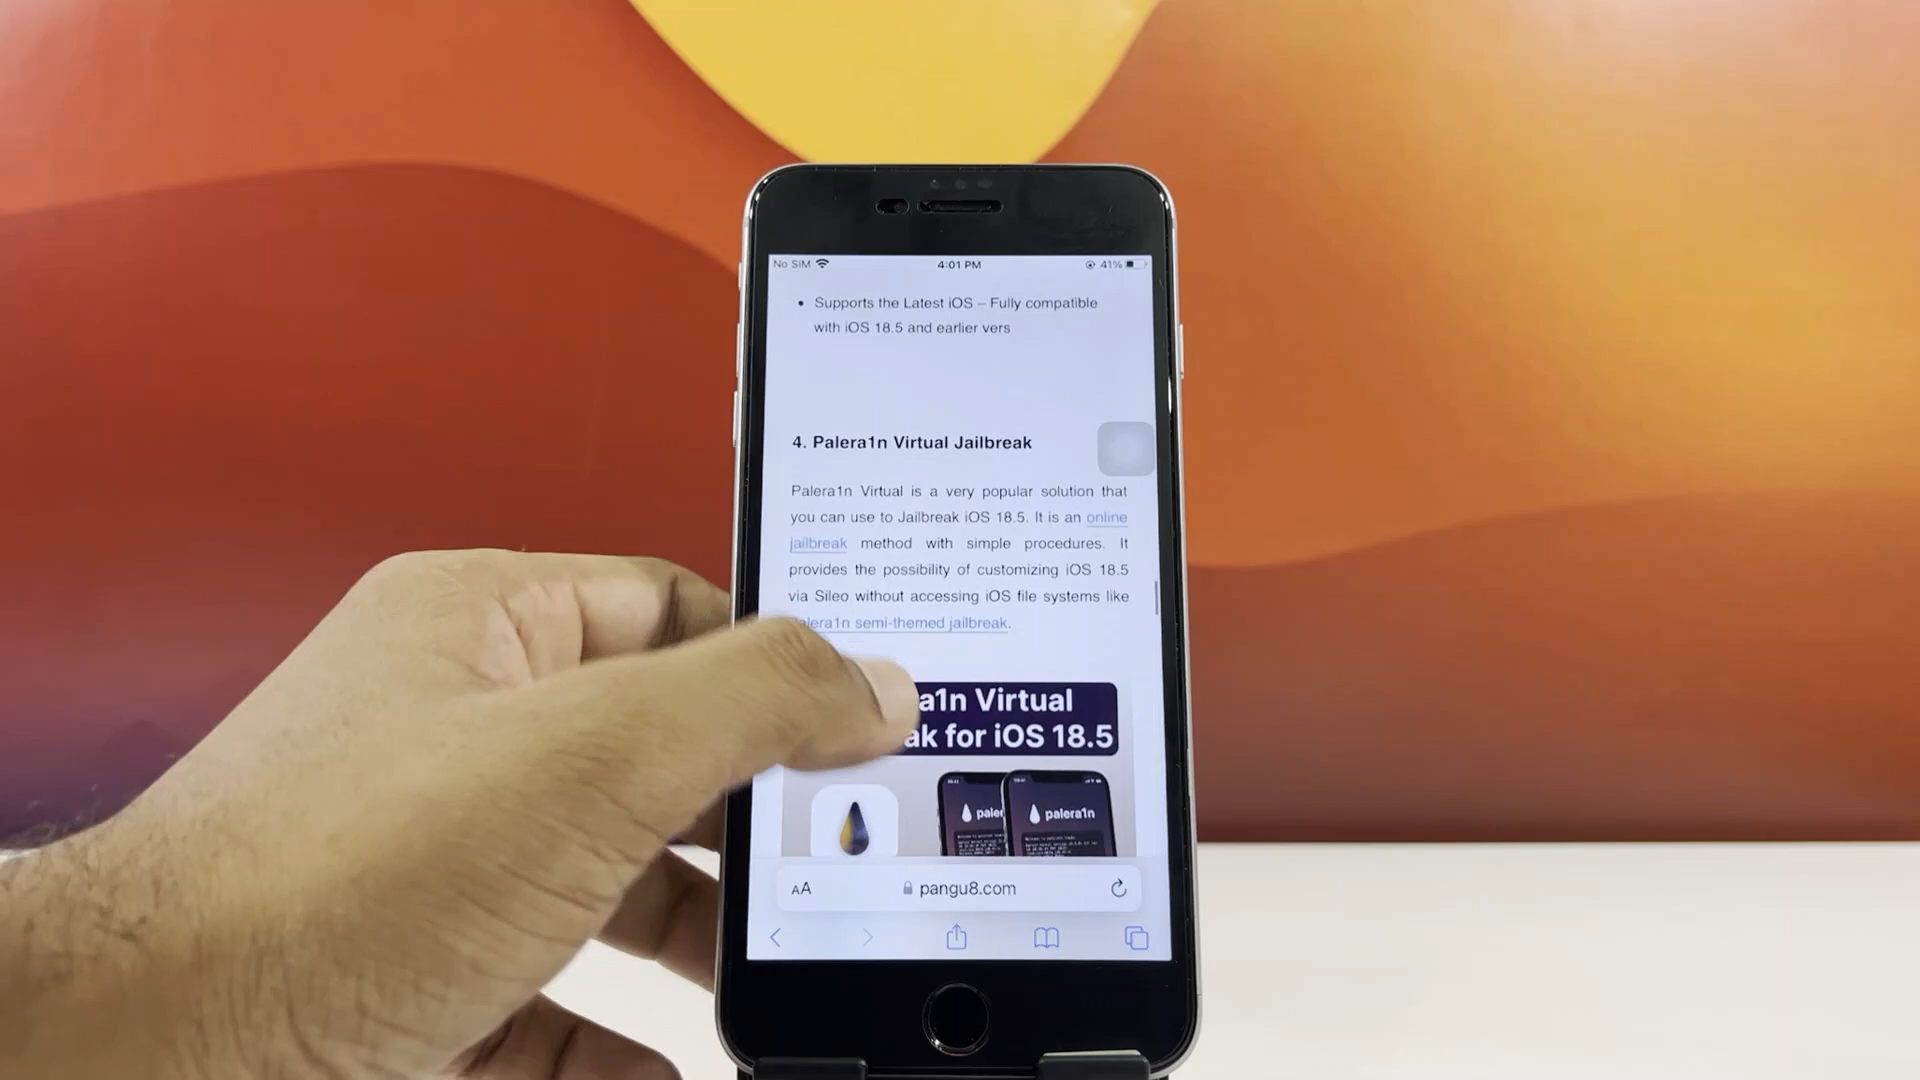 No SIM 4:01 PM 41%
• Supports the Latest iOS – Fully compatible
with iOS 18.5 and earlier vers
4. Palera1n Virtual Jailbreak
Palera1n Virtual is a very popular solution that
you can use to Jailbreak iOS 18.5. It is an online
jailbreak method with simple procedures. It
provides the possibility of customizing iOS 18.5
via Sileo without accessing iOS file systems like
alera1n semi-themed jailbreak.
a1n Virtual
ak for iOS 18.5
paler
palera1n
AA pangu8.com